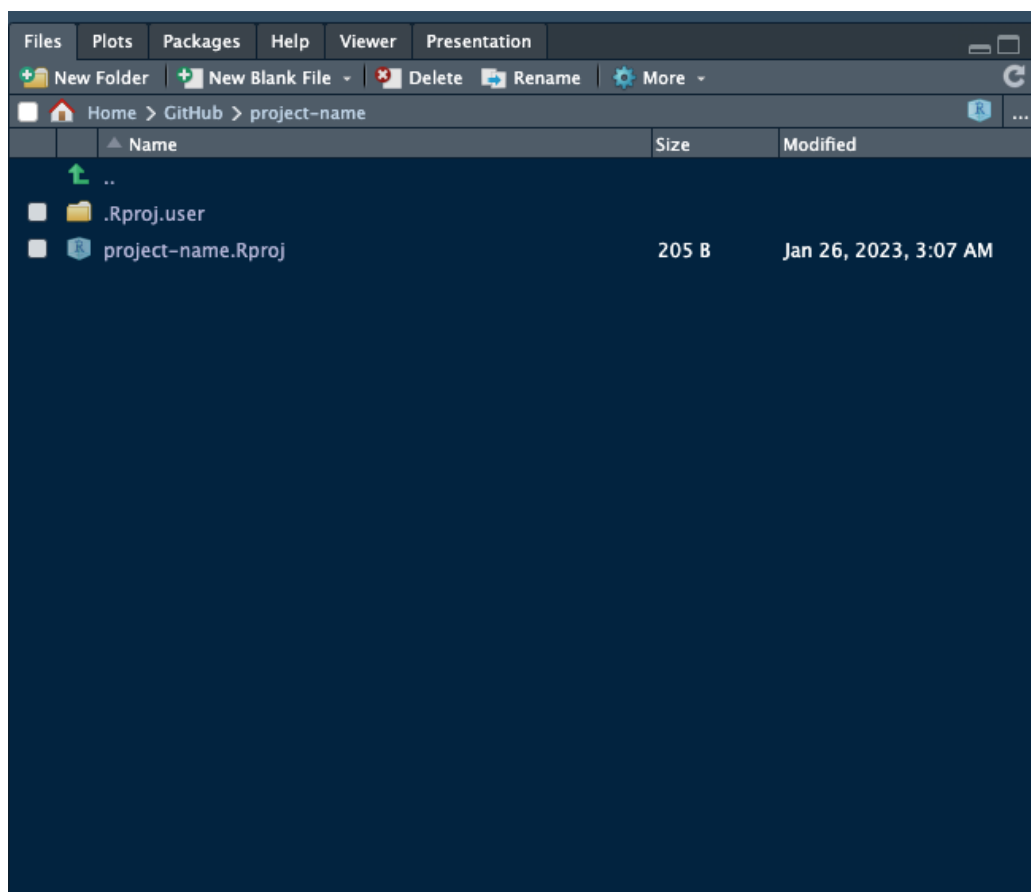 Files Plots Packages Help Viewer Presentation
New Folder New Blank File Delete Rename More
Home > GitHub > project-name R ...
Name Size Modified
..
.Rproj.user
R project-name.Rproj 205 B Jan 26, 2023, 3:07 AM